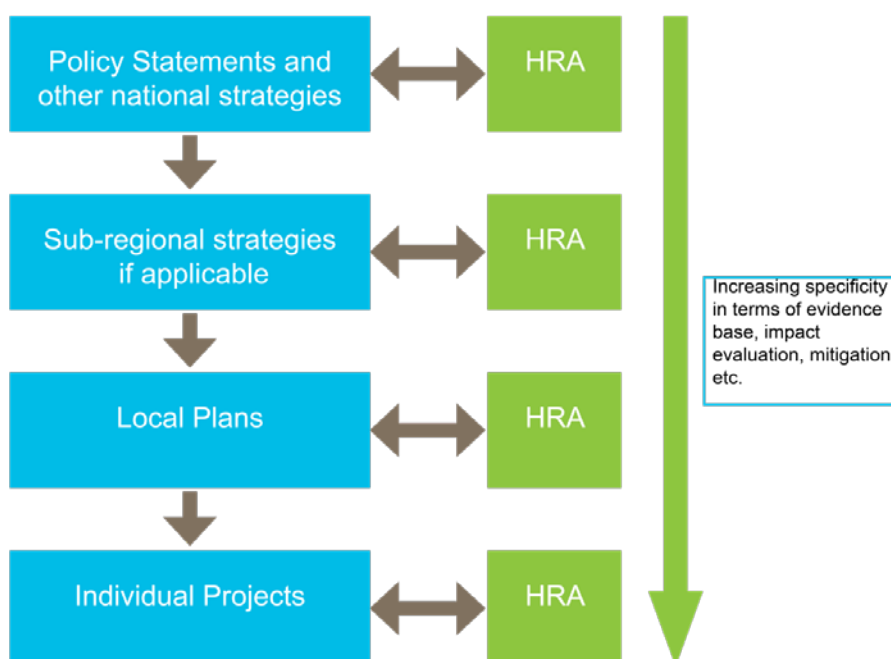 Policy Statements and
other national strategies
HRA
Sub-regional strategies
if applicable
HRA
Local Plans
HRA
Individual Projects
HRA
Increasing specificity
in terms of evidence
base, impact
evaluation, mitigation
etc.